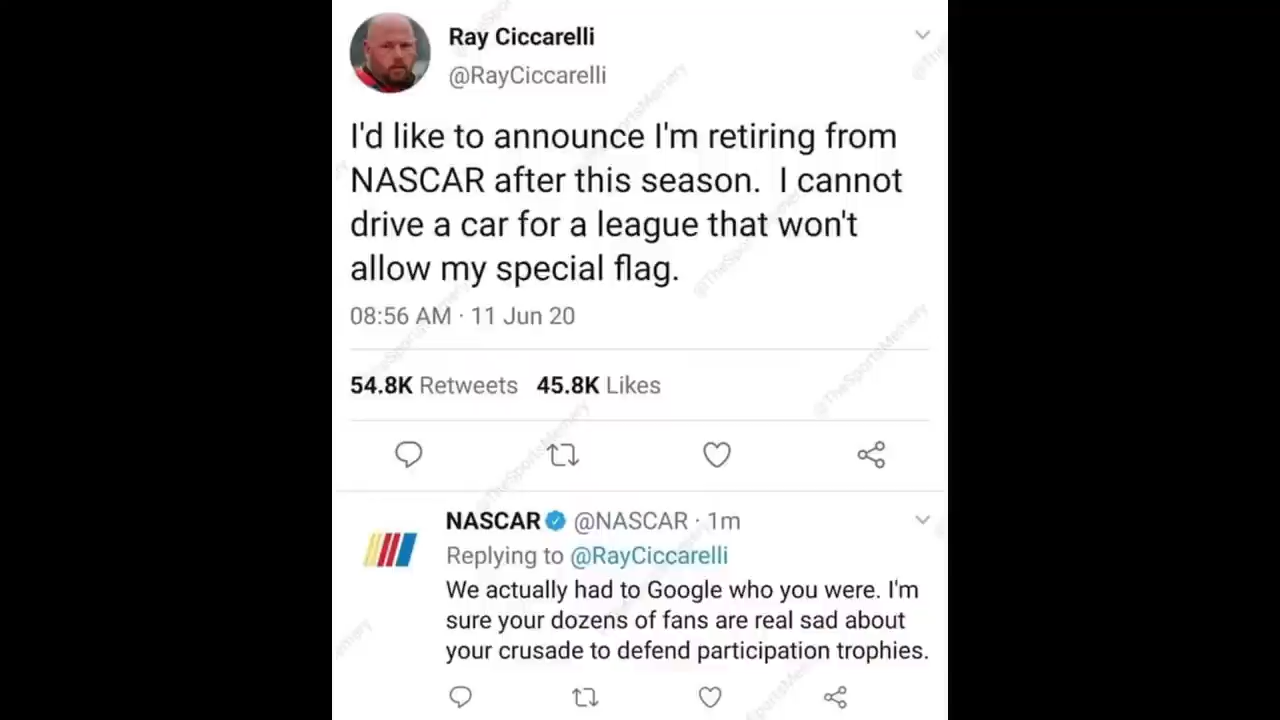 Ray Ciccarelli
@RayCiccarelli
I'd like to announce I'm retiring from
NASCAR after this season.  I cannot
drive a car for a league that won't
allow my special flag.
08:56 AM · 11 Jun 20
54.8K Retweets 45.8K Likes
NASCAR @NASCAR · 1m
Replying to @RayCiccarelli
We actually had to Google who you were. I'm
sure your dozens of fans are real sad about
your crusade to defend participation trophies.
@TheSportsMemery